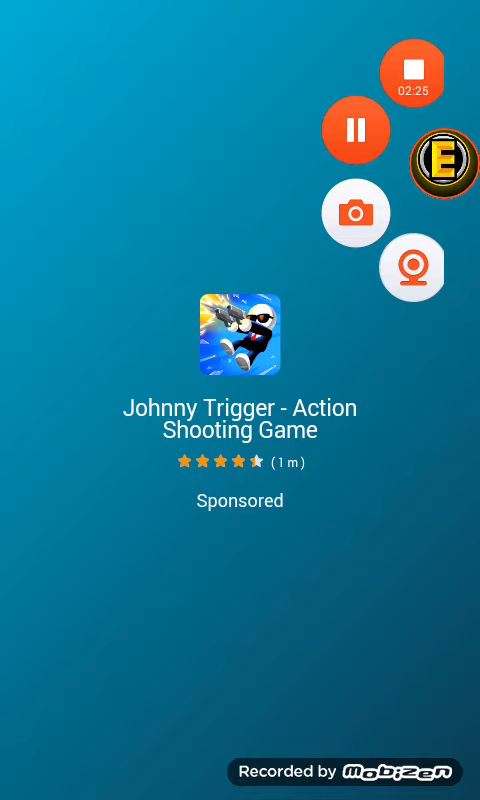 02:25
E
Johnny Trigger - Action
Shooting Game
( 1 m )
Sponsored
Recorded by Mobizen